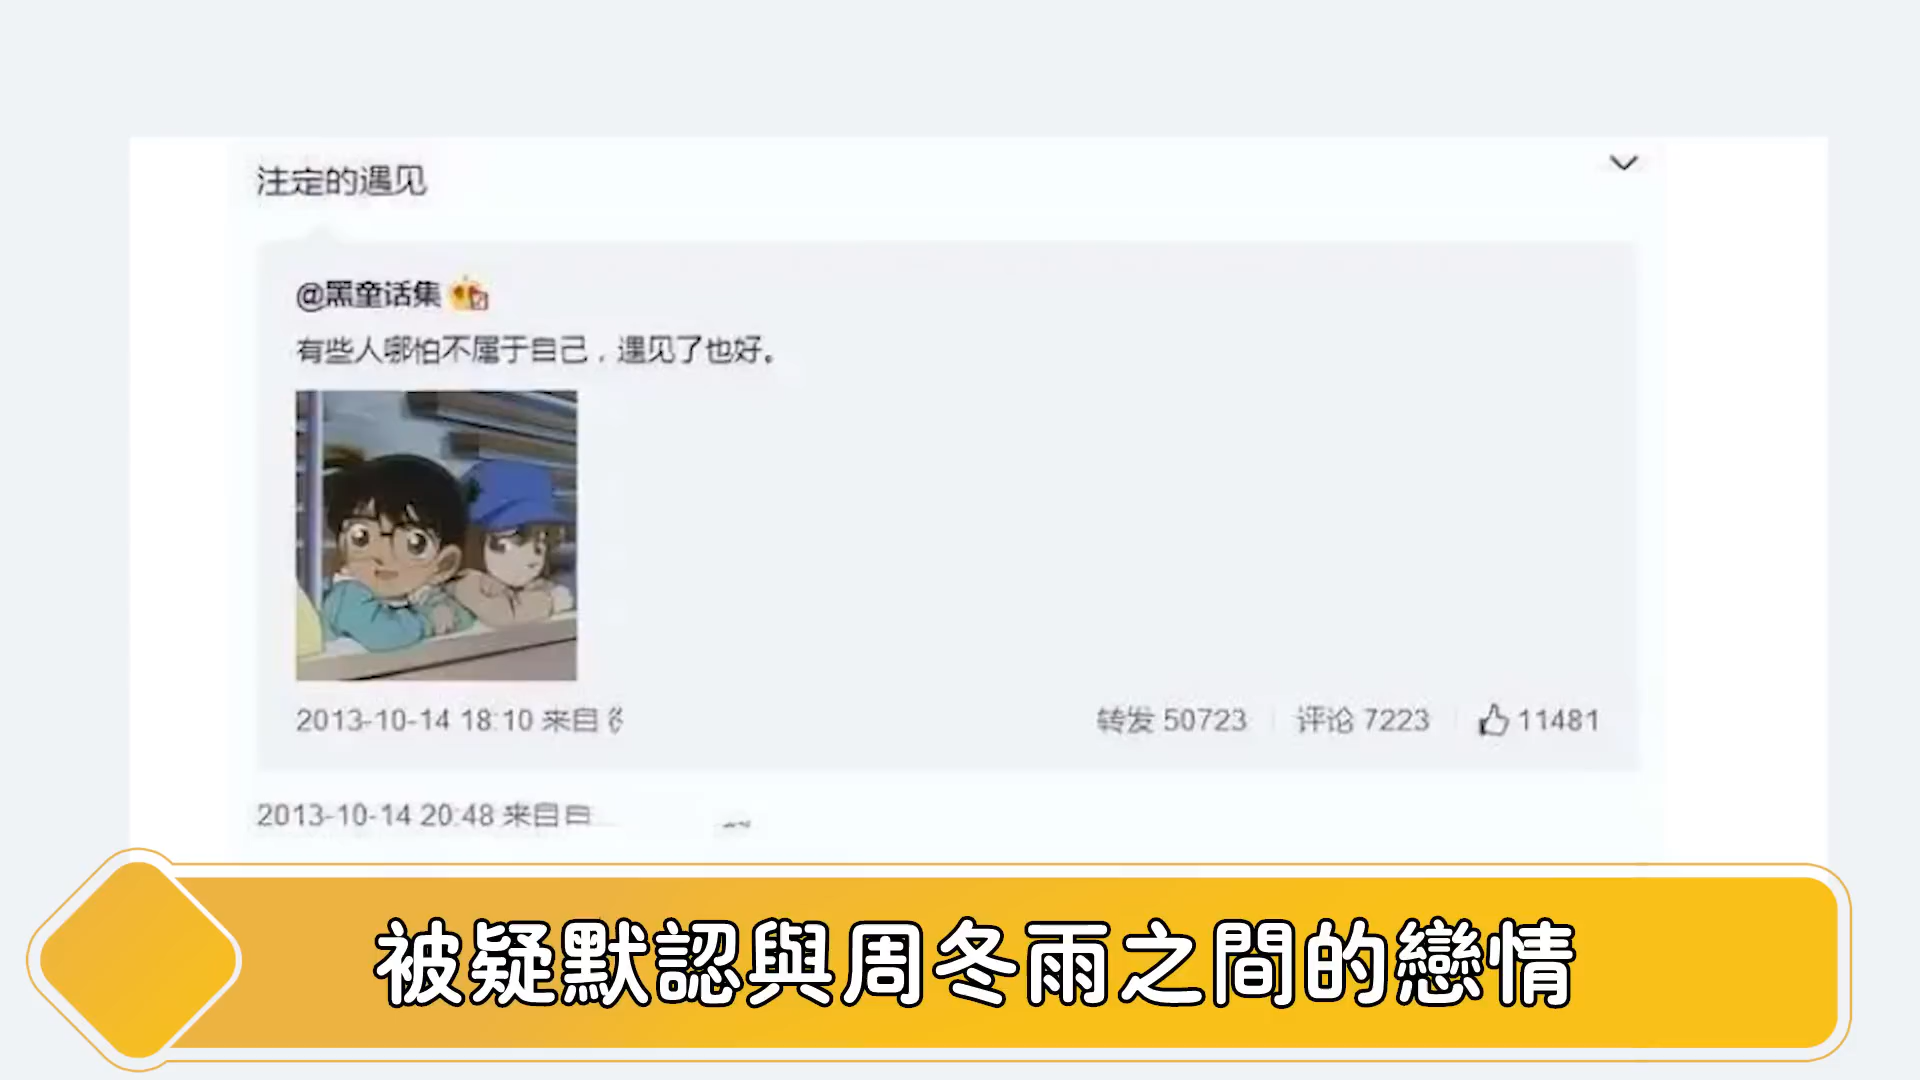 注定的遇见
@黑童话集
有些人哪怕不属于自己，遇见了也好。
2013-10-14 18:10 来自
转发 50723 评论 7223 11481
2013-10-14 20:48 来自
被疑默認與周冬雨之間的戀情